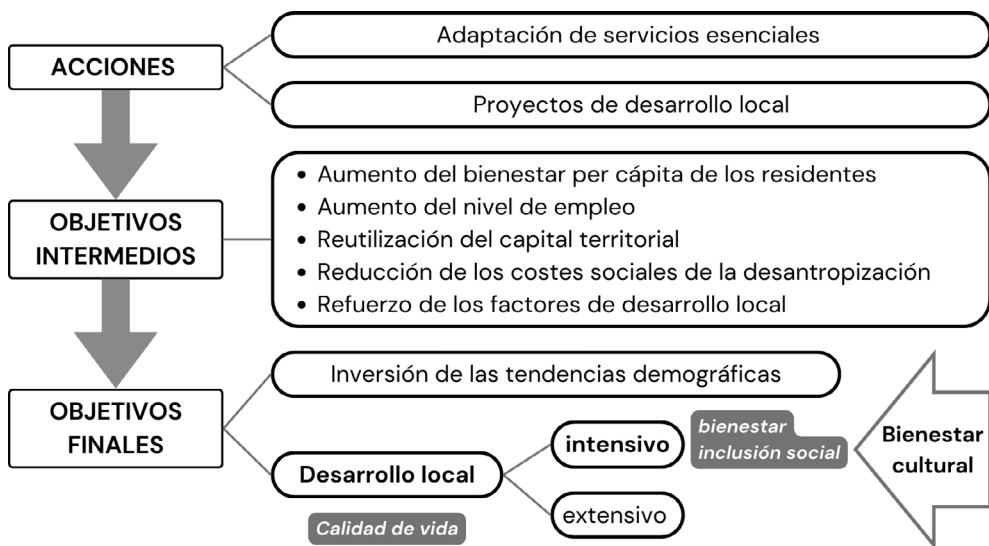 ACCIONES
Adaptación de servicios esenciales
Proyectos de desarrollo local
OBJETIVOS
INTERMEDIOS
• Aumento del bienestar per cápita de los residentes
• Aumento del nivel de empleo
• Reutilización del capital territorial
• Reducción de los costes sociales de la desantropización
• Refuerzo de los factores de desarrollo local
OBJETIVOS
FINALES
Inversión de las tendencias demográficas
Desarrollo local
Calidad de vida
intensivo
bienestar
inclusión social
extensivo
Bienestar
cultural